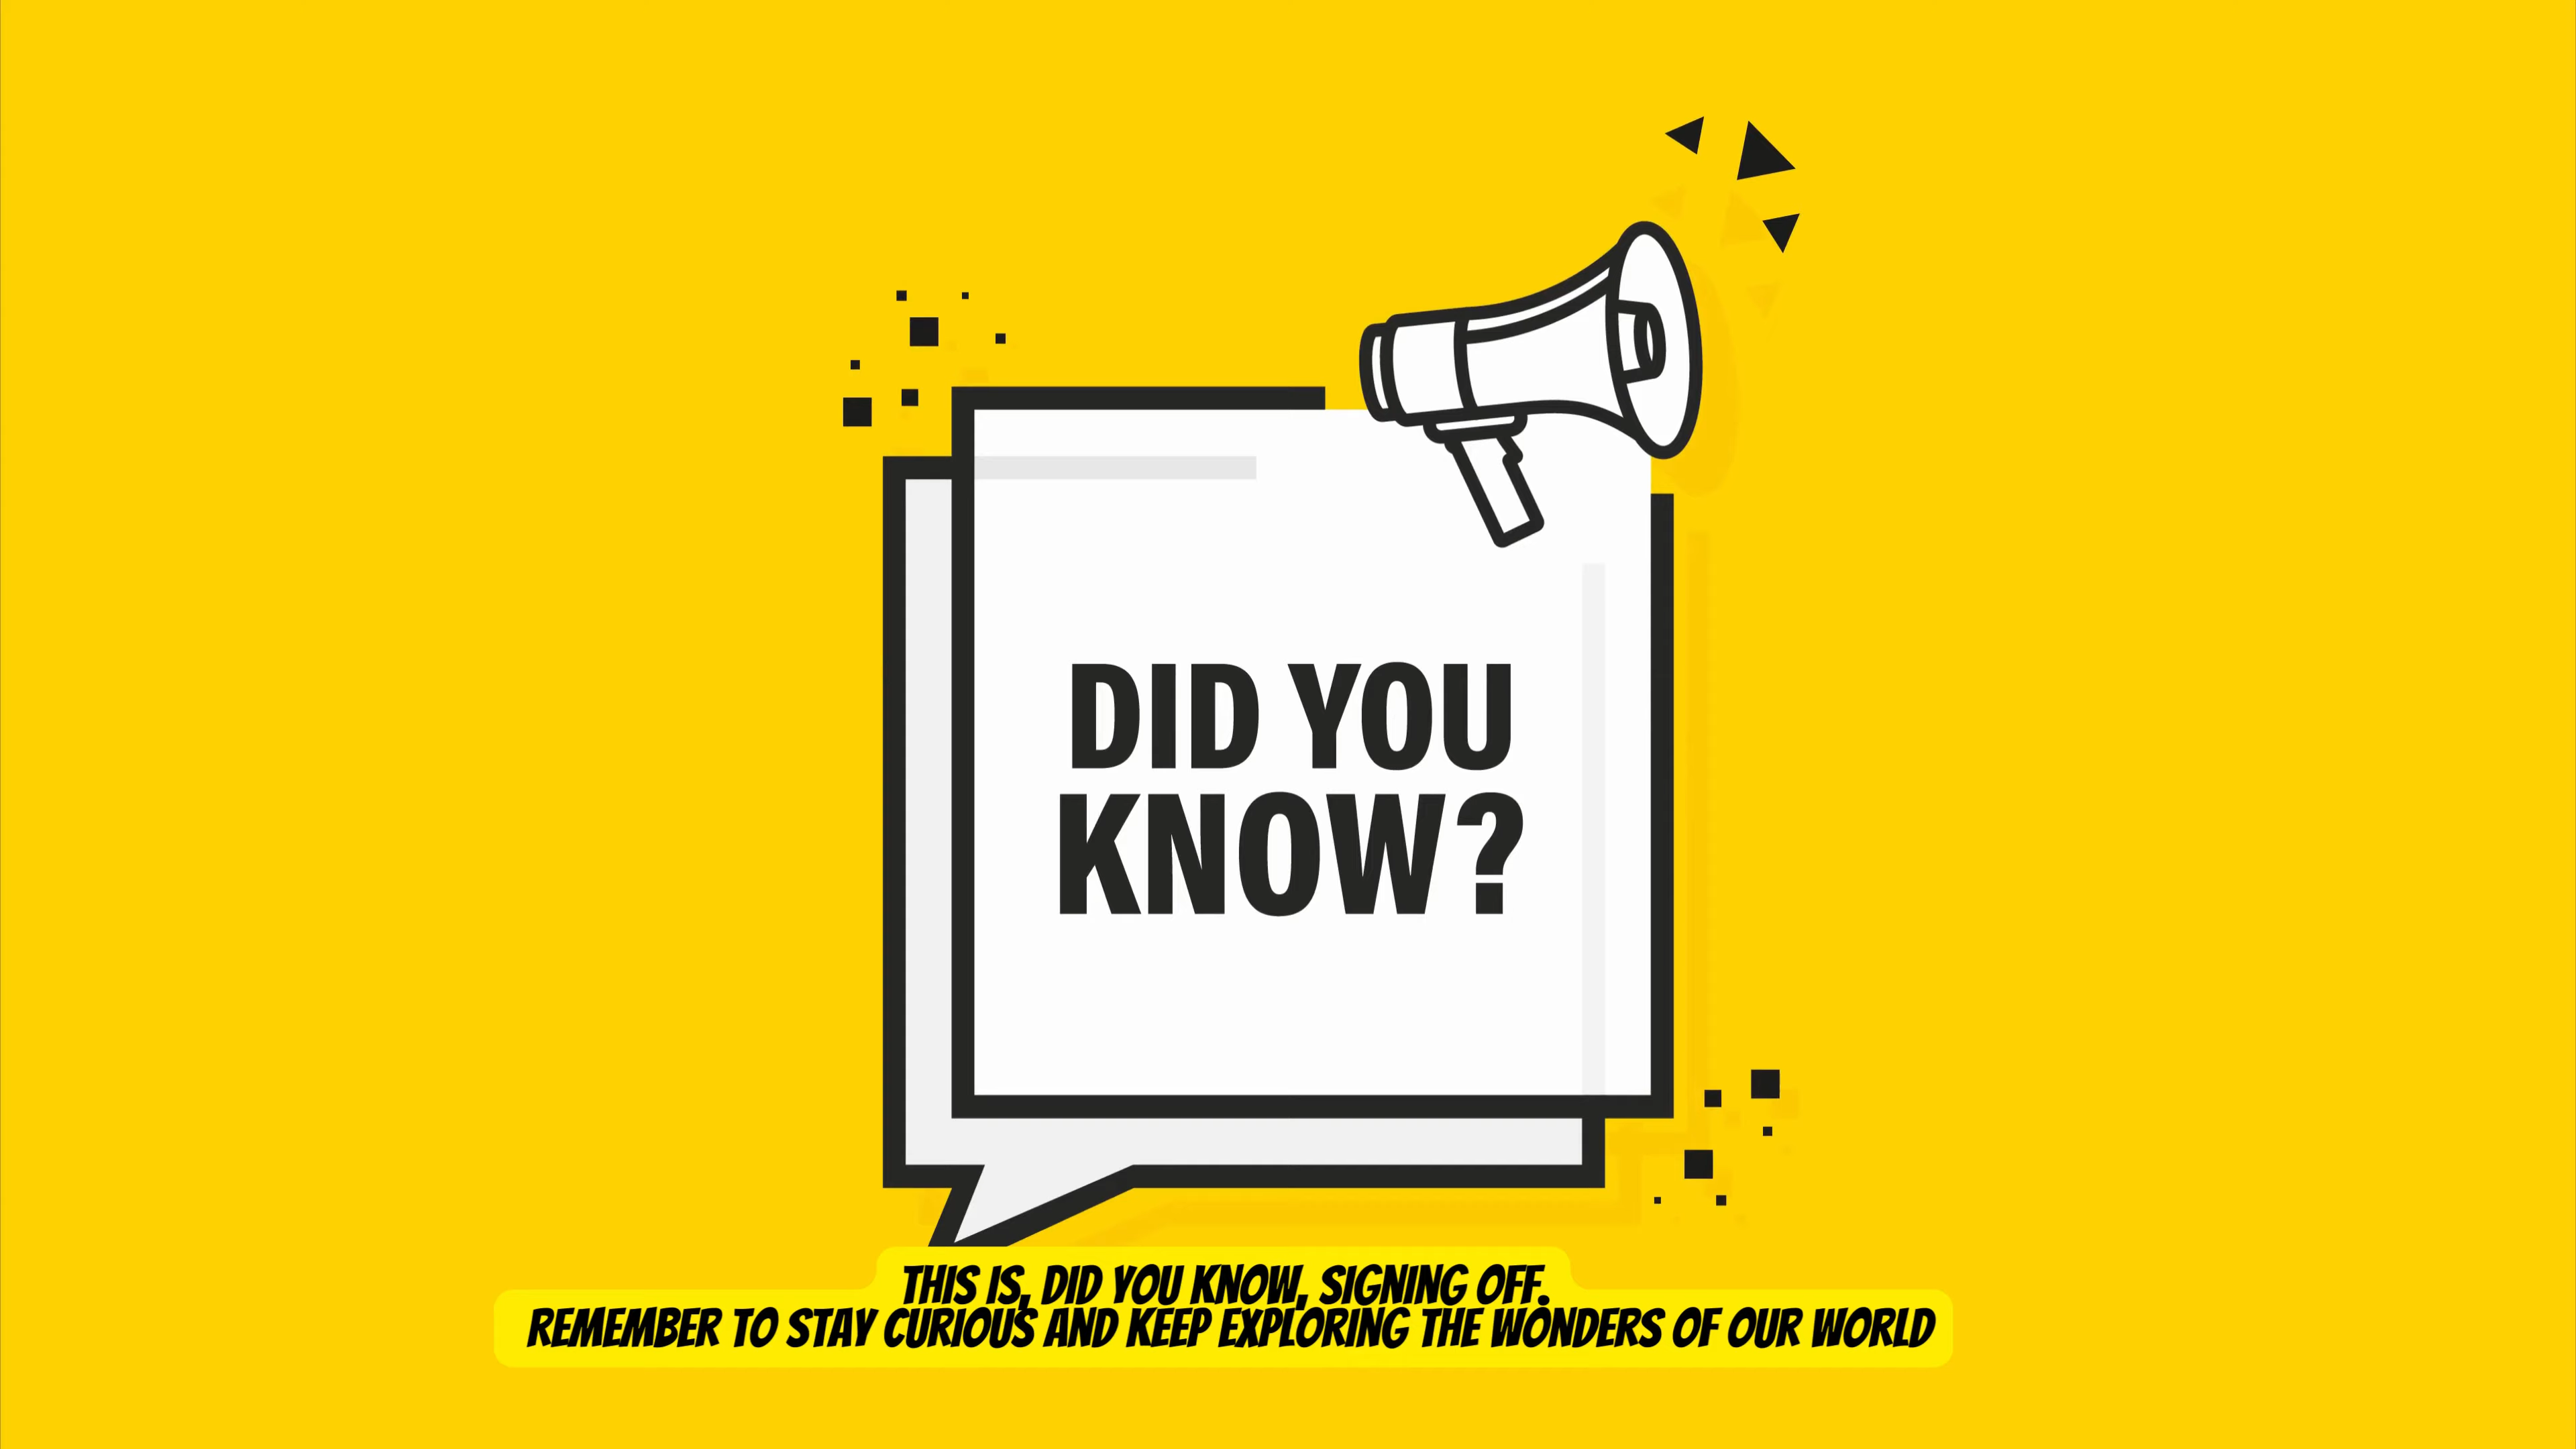 DID YOU
KNOW?
THIS IS, DID YOU KNOW, SIGNING OFF.
REMEMBER TO STAY CURIOUS AND KEEP EXPLORING THE WONDERS OF OUR WORLD